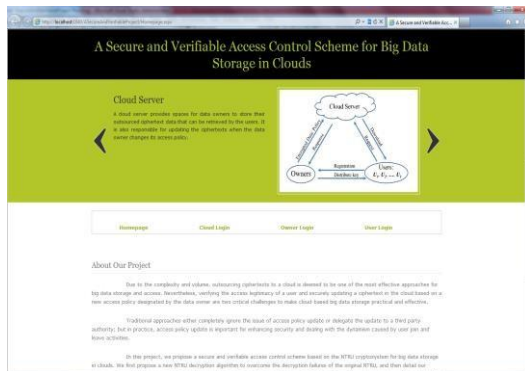 A Secure and Verifiable Access Control Scheme for Big Data
Storage in Clouds
Cloud Server
A cloud server provides spaces for data owners to store their
outsourced ciphertext data that can be retrieved by the users. It
is also responsible for updating the ciphertexts when the data
owner changes its access policy.
Cloud Server
Owners
Registration
Distribute key
Users:
Homepage
Cloud Login
Owner Login
User Login
About Our Project
Due to the complexity and volume, outsourcing ciphertexts to a cloud is deemed to be one of the most effective approaches for
big data storage and access. Nevertheless, verifying the access legitimacy of a user and securely updating a ciphertext in the cloud based on a
new access policy designated by the data owner are two critical challenges to make cloud-based big data storage practical and effective.
Traditional approaches either completely ignore the issue of access policy update or delegate the update to a third party
authority; but in practice, access policy update is important for enhancing security and dealing with the dynamism caused by user join and
leave activities.
In this project, we propose a secure and verifiable access control scheme based on the NTRU cryptosystem for big data storage
in clouds. We first propose a new NTRU decryption algorithm to overcome the decryption failures of the original NTRU, and then detail our